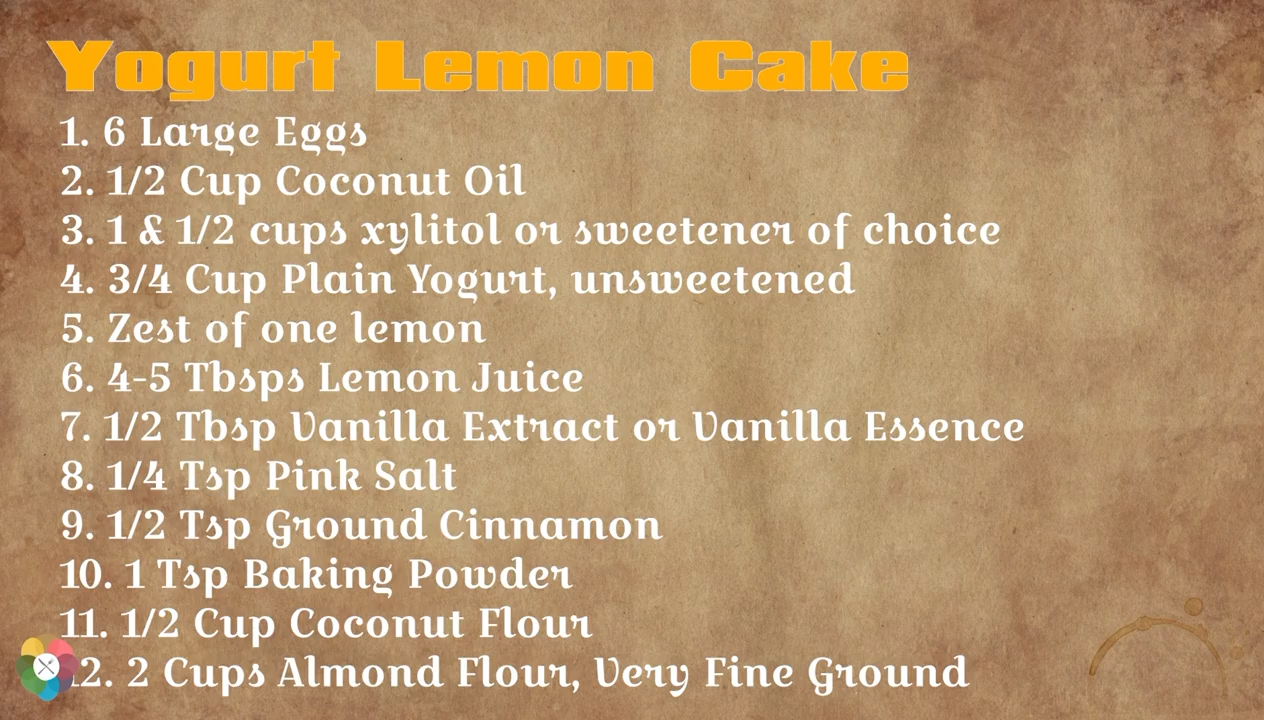 Yogurt Lemon Cake
1. 6 Large Eggs
2. 1/2 Cup Coconut Oil
3. 1 & 1/2 cups xylitol or sweetener of choice
4. 3/4 Cup Plain Yogurt, unsweetened
5. Zest of one lemon
6. 4-5 Tbsps Lemon Juice
7. 1/2 Tbsp Vanilla Extract or Vanilla Essence
8. 1/4 Tsp Pink Salt
9. 1/2 Tsp Ground Cinnamon
10. 1 Tsp Baking Powder
11. 1/2 Cup Coconut Flour
12. 2 Cups Almond Flour, Very Fine Ground